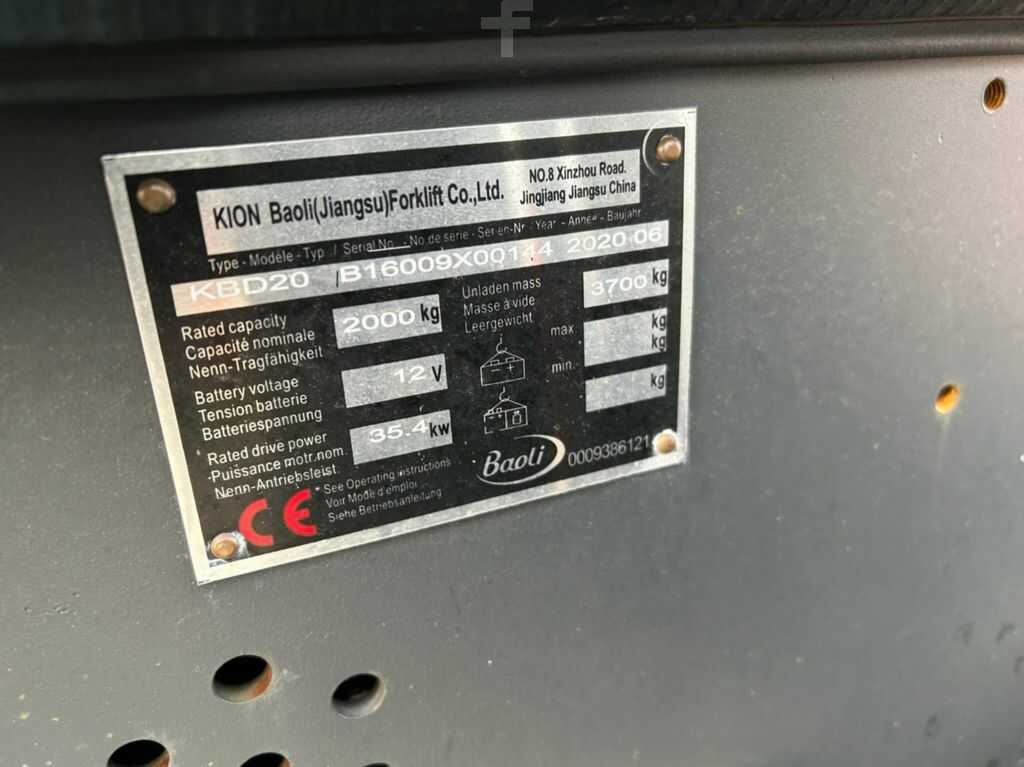 f
KION Baoli(Jiangsu)Forklift Co.,Ltd.
NO.8 Xinzhou Road.
Jingjiang Jiangsu China
Type - Modèle - Typ / Serial No. - No.de série - Serien-Nr / Year - Année - Baujahr
KBD20 /B16009X00144 2020 06
Rated capacity
Capacité nominale
Nenn-Tragfähigkeit
2000 kg
Unladen mass
Masse à vide
Leergewicht
3700 kg
Battery voltage
Tension batterie
Batteriespannung
12 V
max
kg
kg
min.
kg
Rated drive power
Puissance motr.nom.
Nenn-Antriebsleist.
35.4 kw
CE
* See Operating instructions
Voir Mode d'emploi
Siehe Betriebsanleitung
Baoli
0009386121